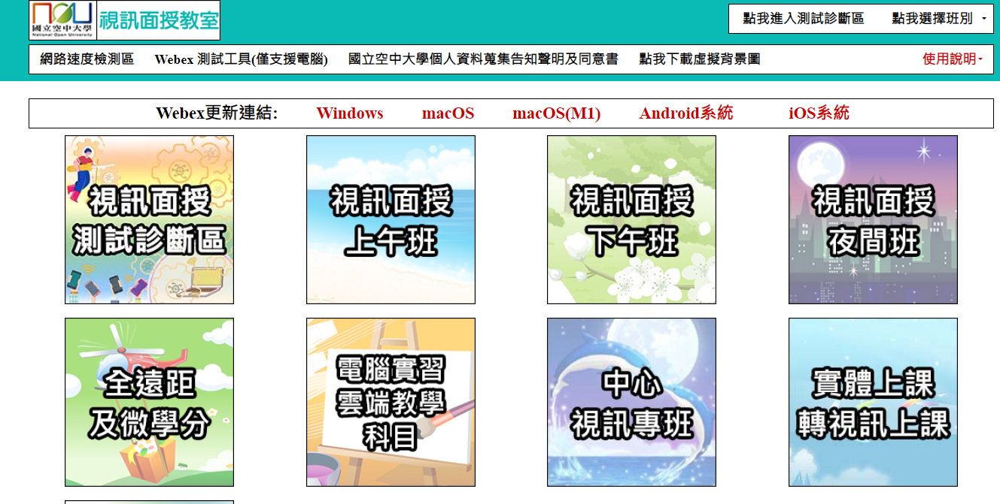 nou
國立空中大學
National Open University
視訊面授教室
點我進入測試診斷區 點我選擇班別
網路速度檢測區 Webex 測試工具(僅支援電腦) 國立空中大學個人資料蒐集告知聲明及同意書 點我下載虛擬背景圖 使用說明
Webex更新連結: Windows macOS macOS(M1) Android系統 iOS系統
視訊面授
測試診斷區
視訊面授
上午班
視訊面授
下午班
視訊面授
夜間班
全遠距
及微學分
電腦實習
雲端教學
科目
中心
視訊專班
實體上課
轉視訊上課